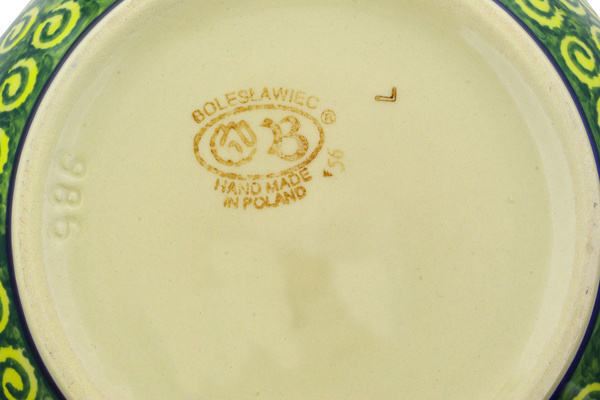 BOLESŁAWIEC ®
B
HAND MADE
IN POLAND
'56
L
986